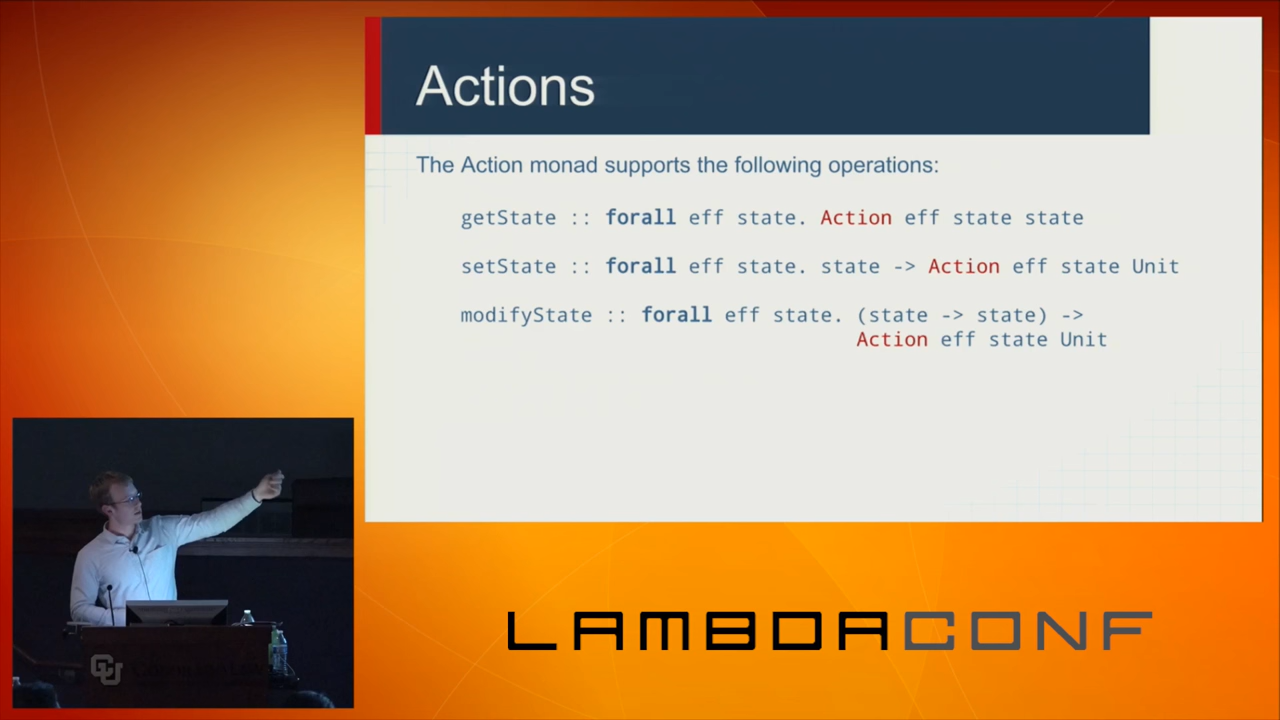 Actions
The Action monad supports the following operations:
getState :: forall eff state. Action eff state state
setState :: forall eff state. state -> Action eff state Unit
modifyState :: forall eff state. (state -> state) ->
Action eff state Unit
LAMBDACONF